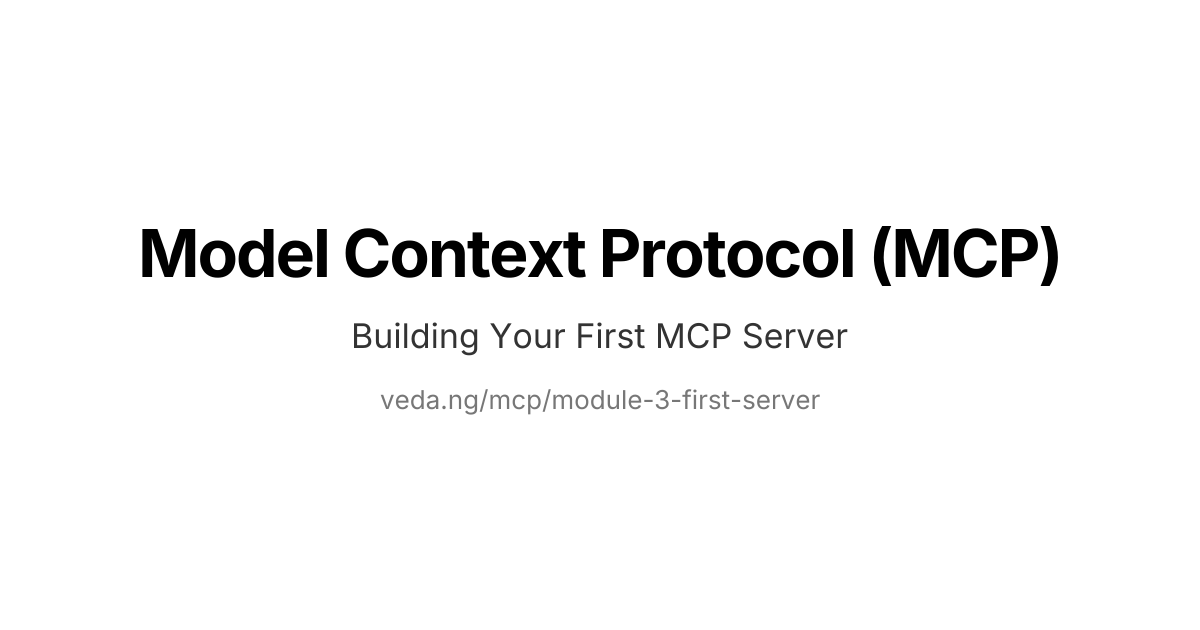 Model Context Protocol (MCP)
Building Your First MCP Server
veda.ng/mcp/module-3-first-server